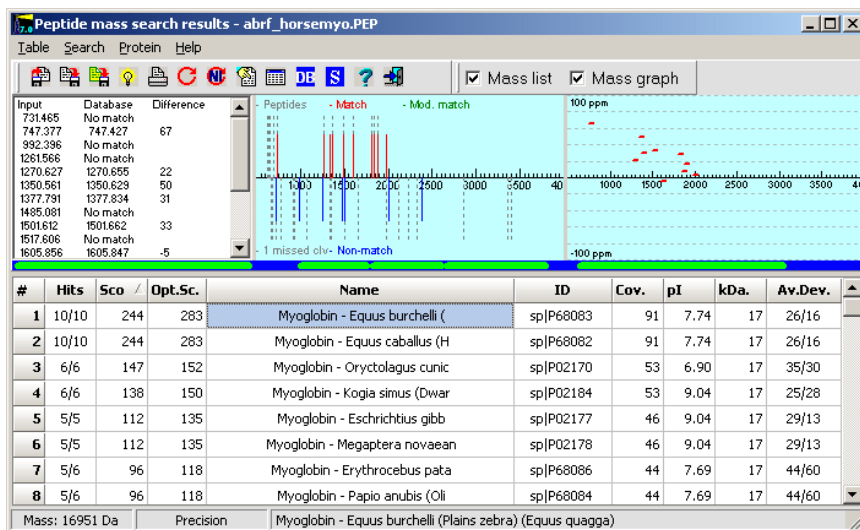 Peptide mass search results - abrf_horsemyo.PEP
Table Search Protein Help
7.0 DB S ? Mass list Mass graph
Input Database Difference
731.465 No match
747.377 747.427 67
992.396 No match
1261.566 No match
1270.627 1270.655 22
1350.561 1350.629 50
1377.791 1377.834 31
1485.081 No match
1501.612 1501.662 33
1517.606 No match
1605.856 1605.847 -5
- Peptides - Match - Mod. match
1000 1500 2000 2500 3000 3500 40
- 1 missed clv- Non-match
100 ppm
1000 1500 2000 2500 3000 3500 4
-100 ppm
# Hits Sco / Opt.Sc. Name ID Cov. pI kDa. Av.Dev.
1 10/10 244 283 Myoglobin - Equus burchelli ( sp|P68083 91 7.74 17 26/16
2 10/10 244 283 Myoglobin - Equus caballus (H sp|P68082 91 7.74 17 26/16
3 6/6 147 152 Myoglobin - Oryctolagus cunic sp|P02170 53 6.90 17 35/30
4 6/6 138 150 Myoglobin - Kogia simus (Dwar sp|P02184 53 9.04 17 25/28
5 5/5 112 135 Myoglobin - Eschrichtius gibb sp|P02177 46 9.04 17 29/13
6 5/5 112 135 Myoglobin - Megaptera novaean sp|P02178 46 9.04 17 29/13
7 5/6 96 118 Myoglobin - Erythrocebus pata sp|P68086 44 7.69 17 44/60
8 5/6 96 118 Myoglobin - Papio anubis (Oli sp|P68084 44 7.69 17 44/60
Mass: 16951 Da Precision Myoglobin - Equus burchelli (Plains zebra) (Equus quagga)